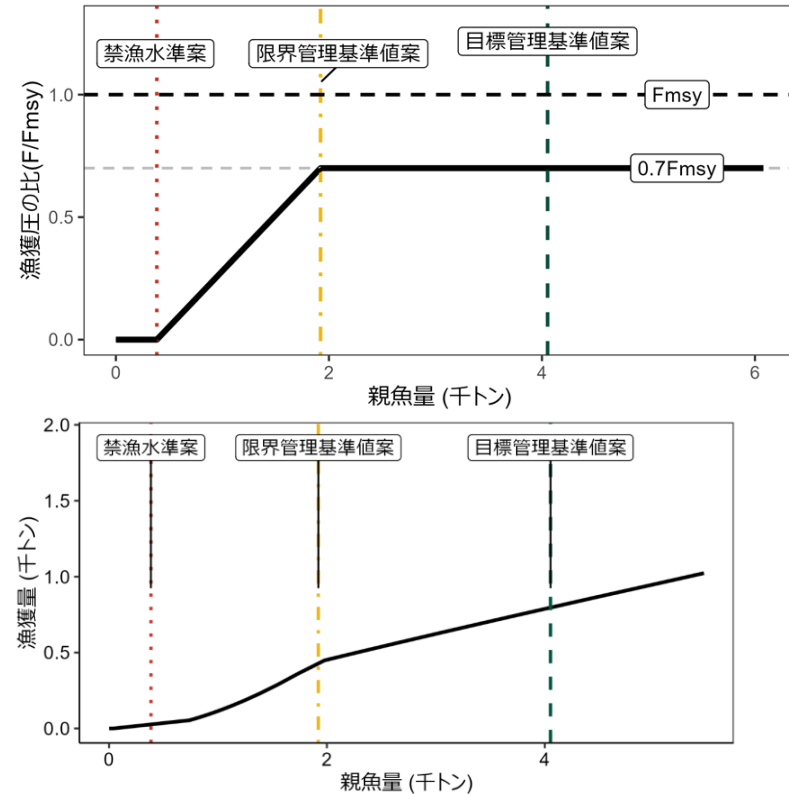 禁漁水準案
限界管理基準値案
目標管理基準値案
Fmsy
0.7Fmsy
漁獲圧の比(F/Fmsy)
1.0
0.5
0.0
0 2 4 6
親魚量 (千トン)
禁漁水準案
限界管理基準値案
目標管理基準値案
漁獲量 (千トン)
2.0
1.5
1.0
0.5
0.0
0 2 4
親魚量 (千トン)